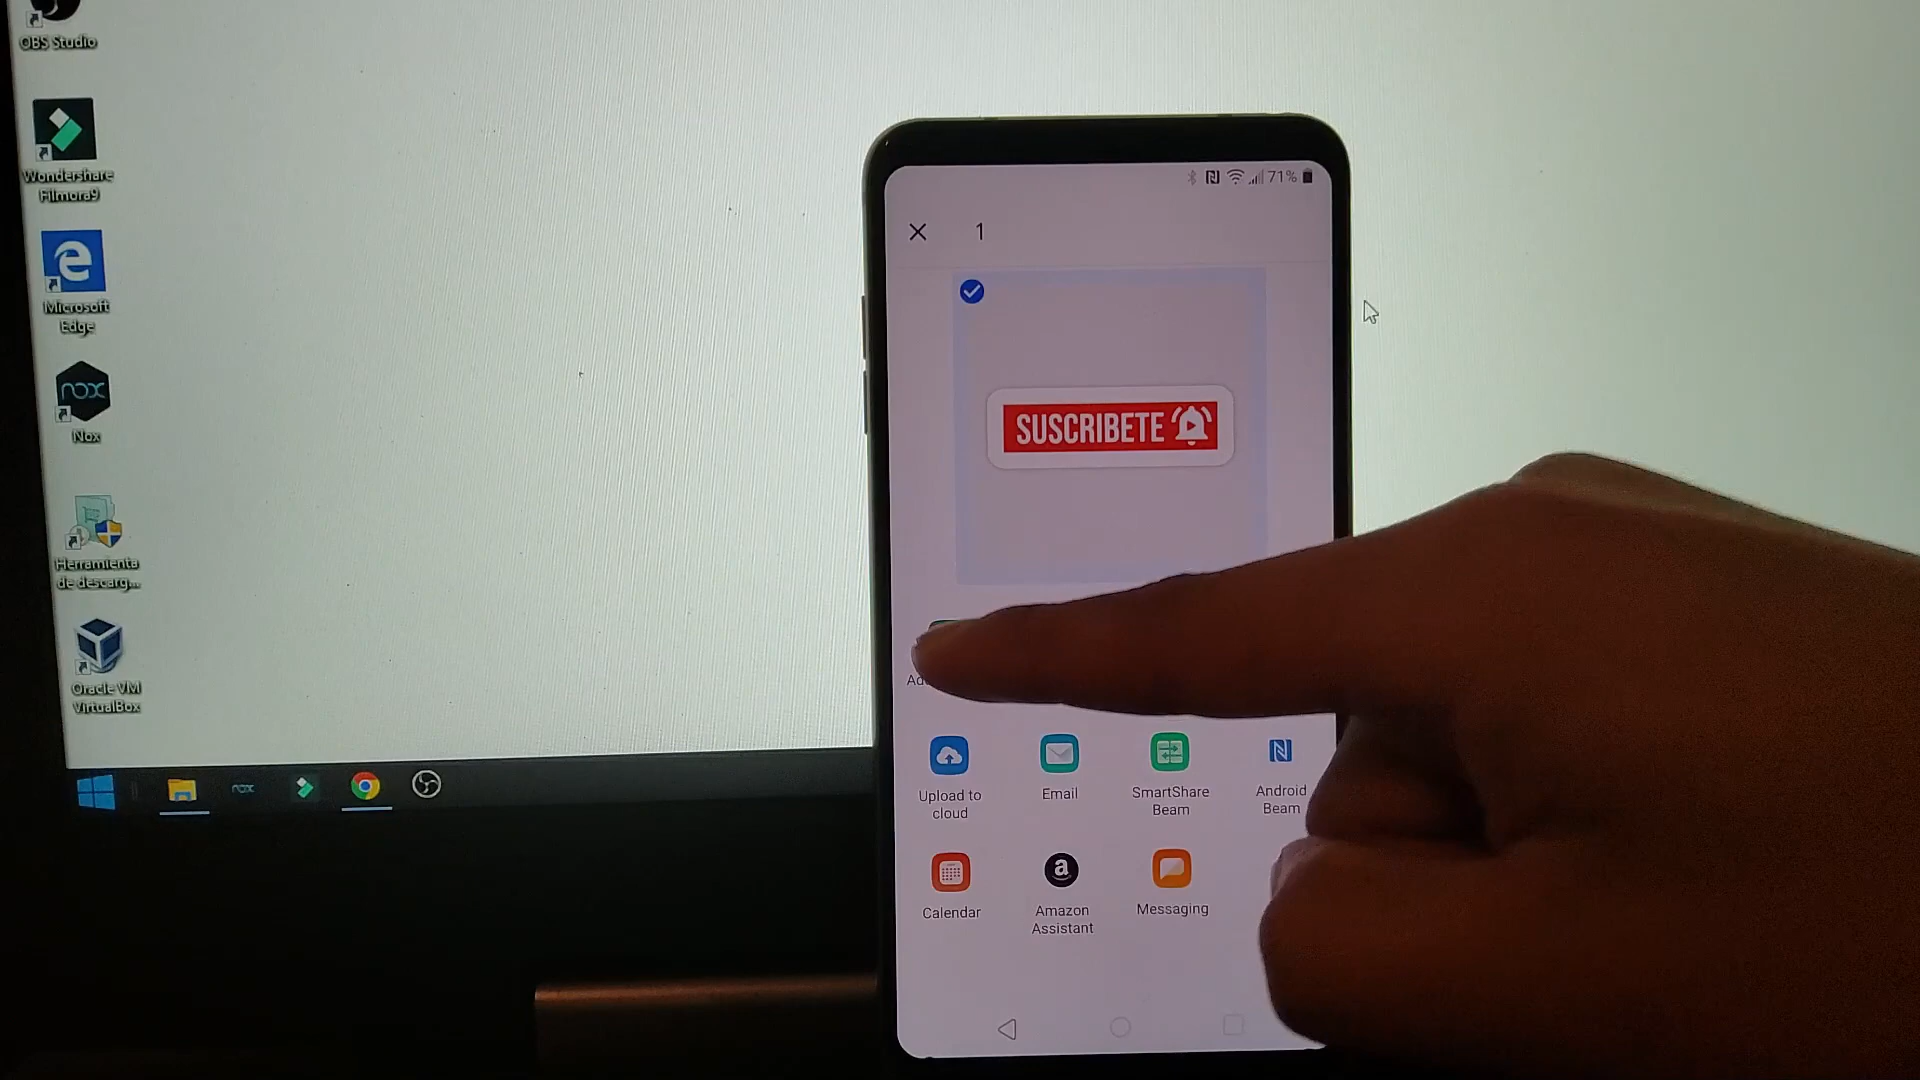 OBS Studio
Wondershare
Filmora9
Microsoft
Edge
nox
Nox
Herramienta
de descarg...
Oracle VM
VirtualBox
nox
71%
1
SUSCRIBETE
Upload to
cloud
Email
SmartShare
Beam
Android
Beam
Calendar
a
Amazon
Assistant
Messaging